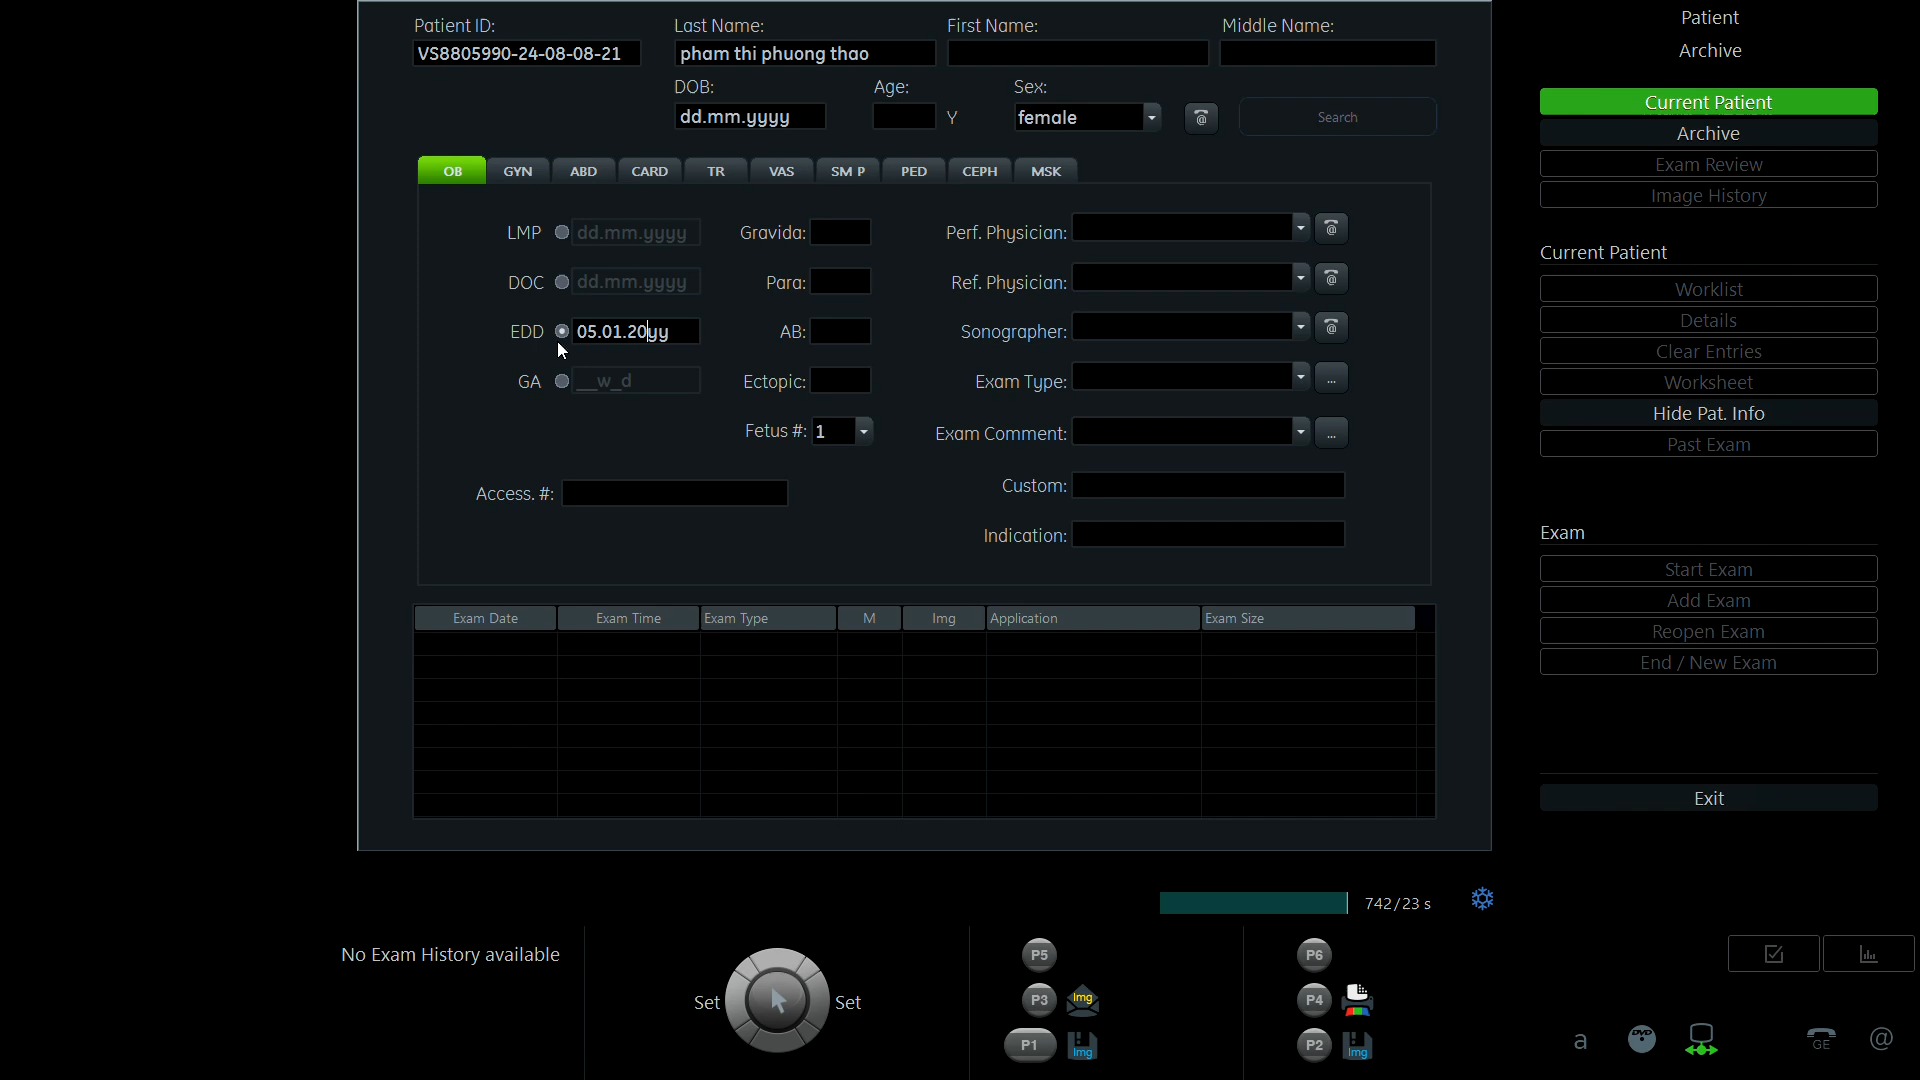 Patient ID: Last Name: First Name: Middle Name:
VS8805990-24-08-08-21 pham thi phuong thao
DOB: Age: Sex:
dd.mm.yyyy Y female @ Search
OB GYN ABD CARD TR VAS SM P PED CEPH MSK
LMP dd.mm.yyyy Gravida: Perf. Physician: @
DOC dd.mm.yyyy Para: Ref. Physician: @
EDD 05.01.20yy AB: Sonographer: @
GA __w_d Ectopic: Exam Type: ...
Fetus #: 1 Exam Comment: ...
Access. #: Custom:
Indication:
Exam Date Exam Time Exam Type M Img Application Exam Size
Patient
Archive
Current Patient
Archive
Exam Review
Image History
Current Patient
Worklist
Details
Clear Entries
Worksheet
Hide Pat. Info
Past Exam
Exam
Start Exam
Add Exam
Reopen Exam
End / New Exam
Exit
742/23 s
No Exam History available
Set Set
P5 P6
P3 Img P4
P1 Img P2 Img
a DVD GE @